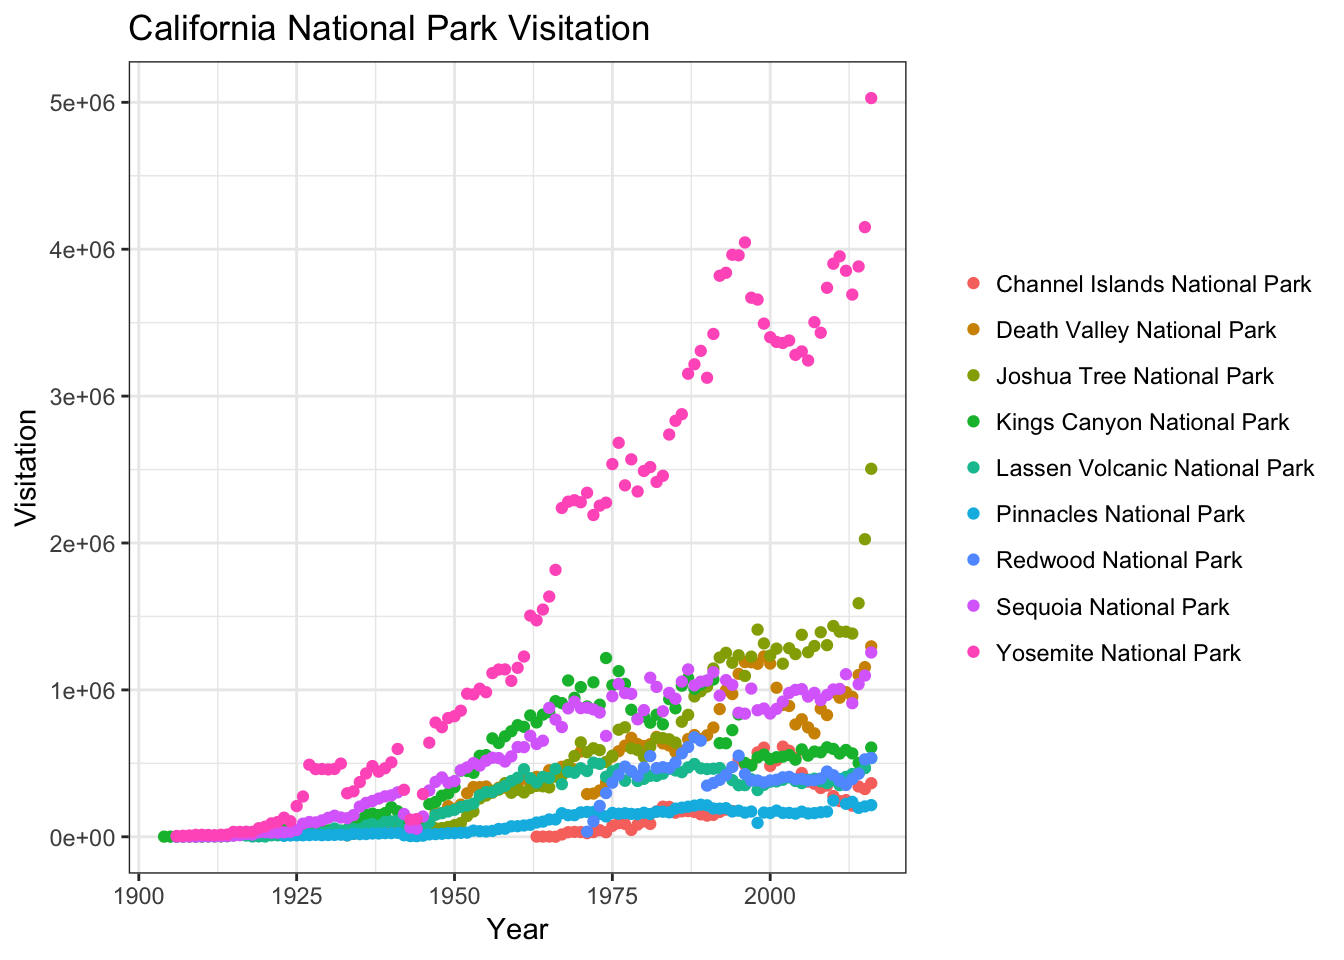 California National Park Visitation
5e+06
4e+06
3e+06
2e+06
1e+06
0e+00
Visitation
1900 1925 1950 1975 2000
Year
Channel Islands National Park
Death Valley National Park
Joshua Tree National Park
Kings Canyon National Park
Lassen Volcanic National Park
Pinnacles National Park
Redwood National Park
Sequoia National Park
Yosemite National Park